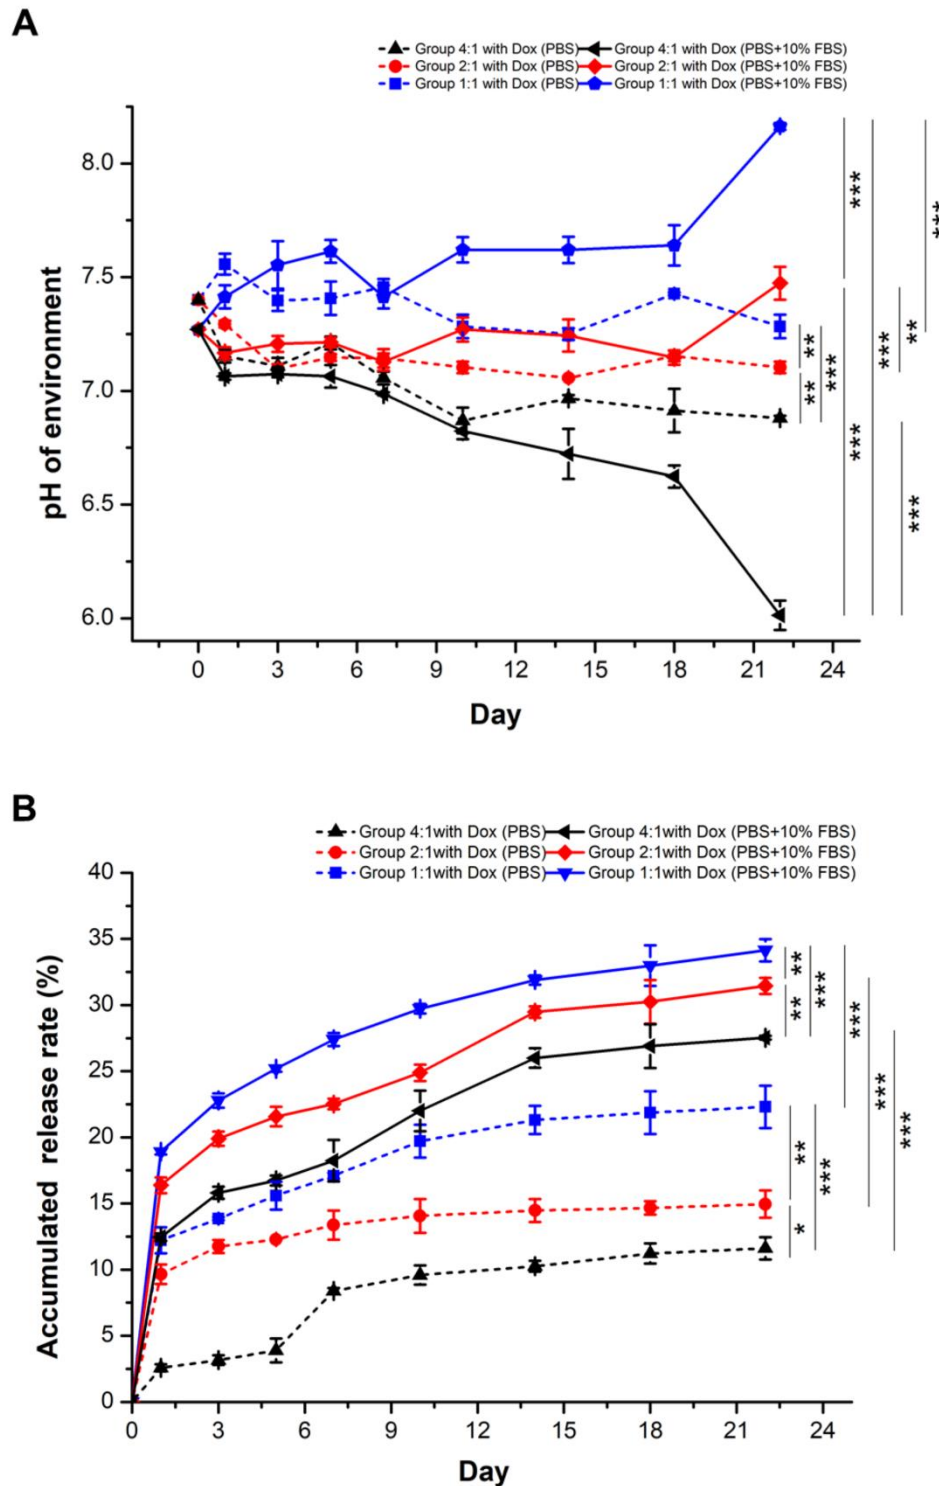 A
Group 4:1 with Dox (PBS) Group 4:1 with Dox (PBS+10% FBS)
Group 2:1 with Dox (PBS) Group 2:1 with Dox (PBS+10% FBS)
Group 1:1 with Dox (PBS) Group 1:1 with Dox (PBS+10% FBS)
pH of environment
8.0
7.5
7.0
6.5
6.0
0 3 6 9 12 15 18 21 24
Day
***
***
***
**
***
**
***
**
***
***
B
Group 4:1with Dox (PBS) Group 4:1with Dox (PBS+10% FBS)
Group 2:1with Dox (PBS) Group 2:1with Dox (PBS+10% FBS)
Group 1:1with Dox (PBS) Group 1:1with Dox (PBS+10% FBS)
Accumulated release rate (%)
40
35
30
25
20
15
10
5
0
0 3 6 9 12 15 18 21 24
Day
**
***
**
***
***
***
**
***
*